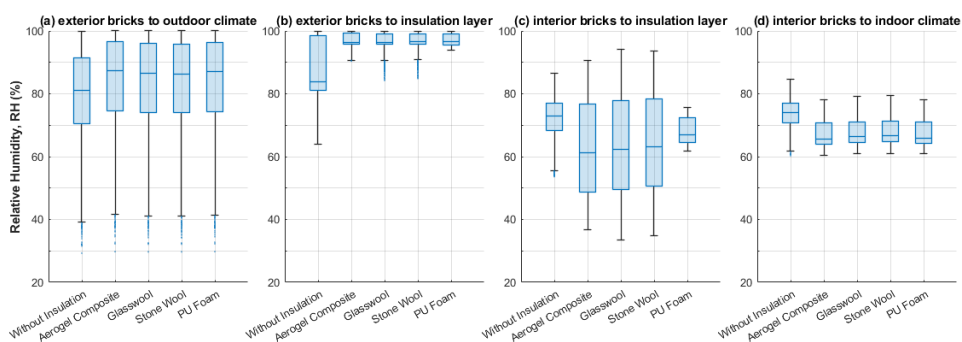 (a) exterior bricks to outdoor climate
(b) exterior bricks to insulation layer
(c) interior bricks to insulation layer
(d) interior bricks to indoor climate
Relative Humidity, RH (%)
100
80
60
40
20
Without Insulation
Aerogel Composite
Glasswool
Stone Wool
PU Foam
100
80
60
40
20
Without Insulation
Aerogel Composite
Glasswool
Stone Wool
PU Foam
100
80
60
40
20
Without Insulation
Aerogel Composite
Glasswool
Stone Wool
PU Foam
100
80
60
40
20
Without Insulation
Aerogel Composite
Glasswool
Stone Wool
PU Foam